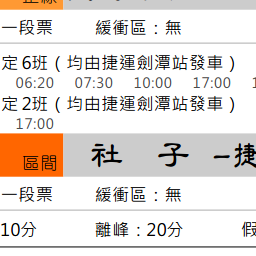 一段票 緩衝區：無
定 6班 ( 均由捷運劍潭站發車 )
06:20 07:30 10:00 17:00
定 2班 ( 均由捷運劍潭站發車 )
17:00
區間 社 子 –捷
一段票 緩衝區：無
10分 離峰：20分 假